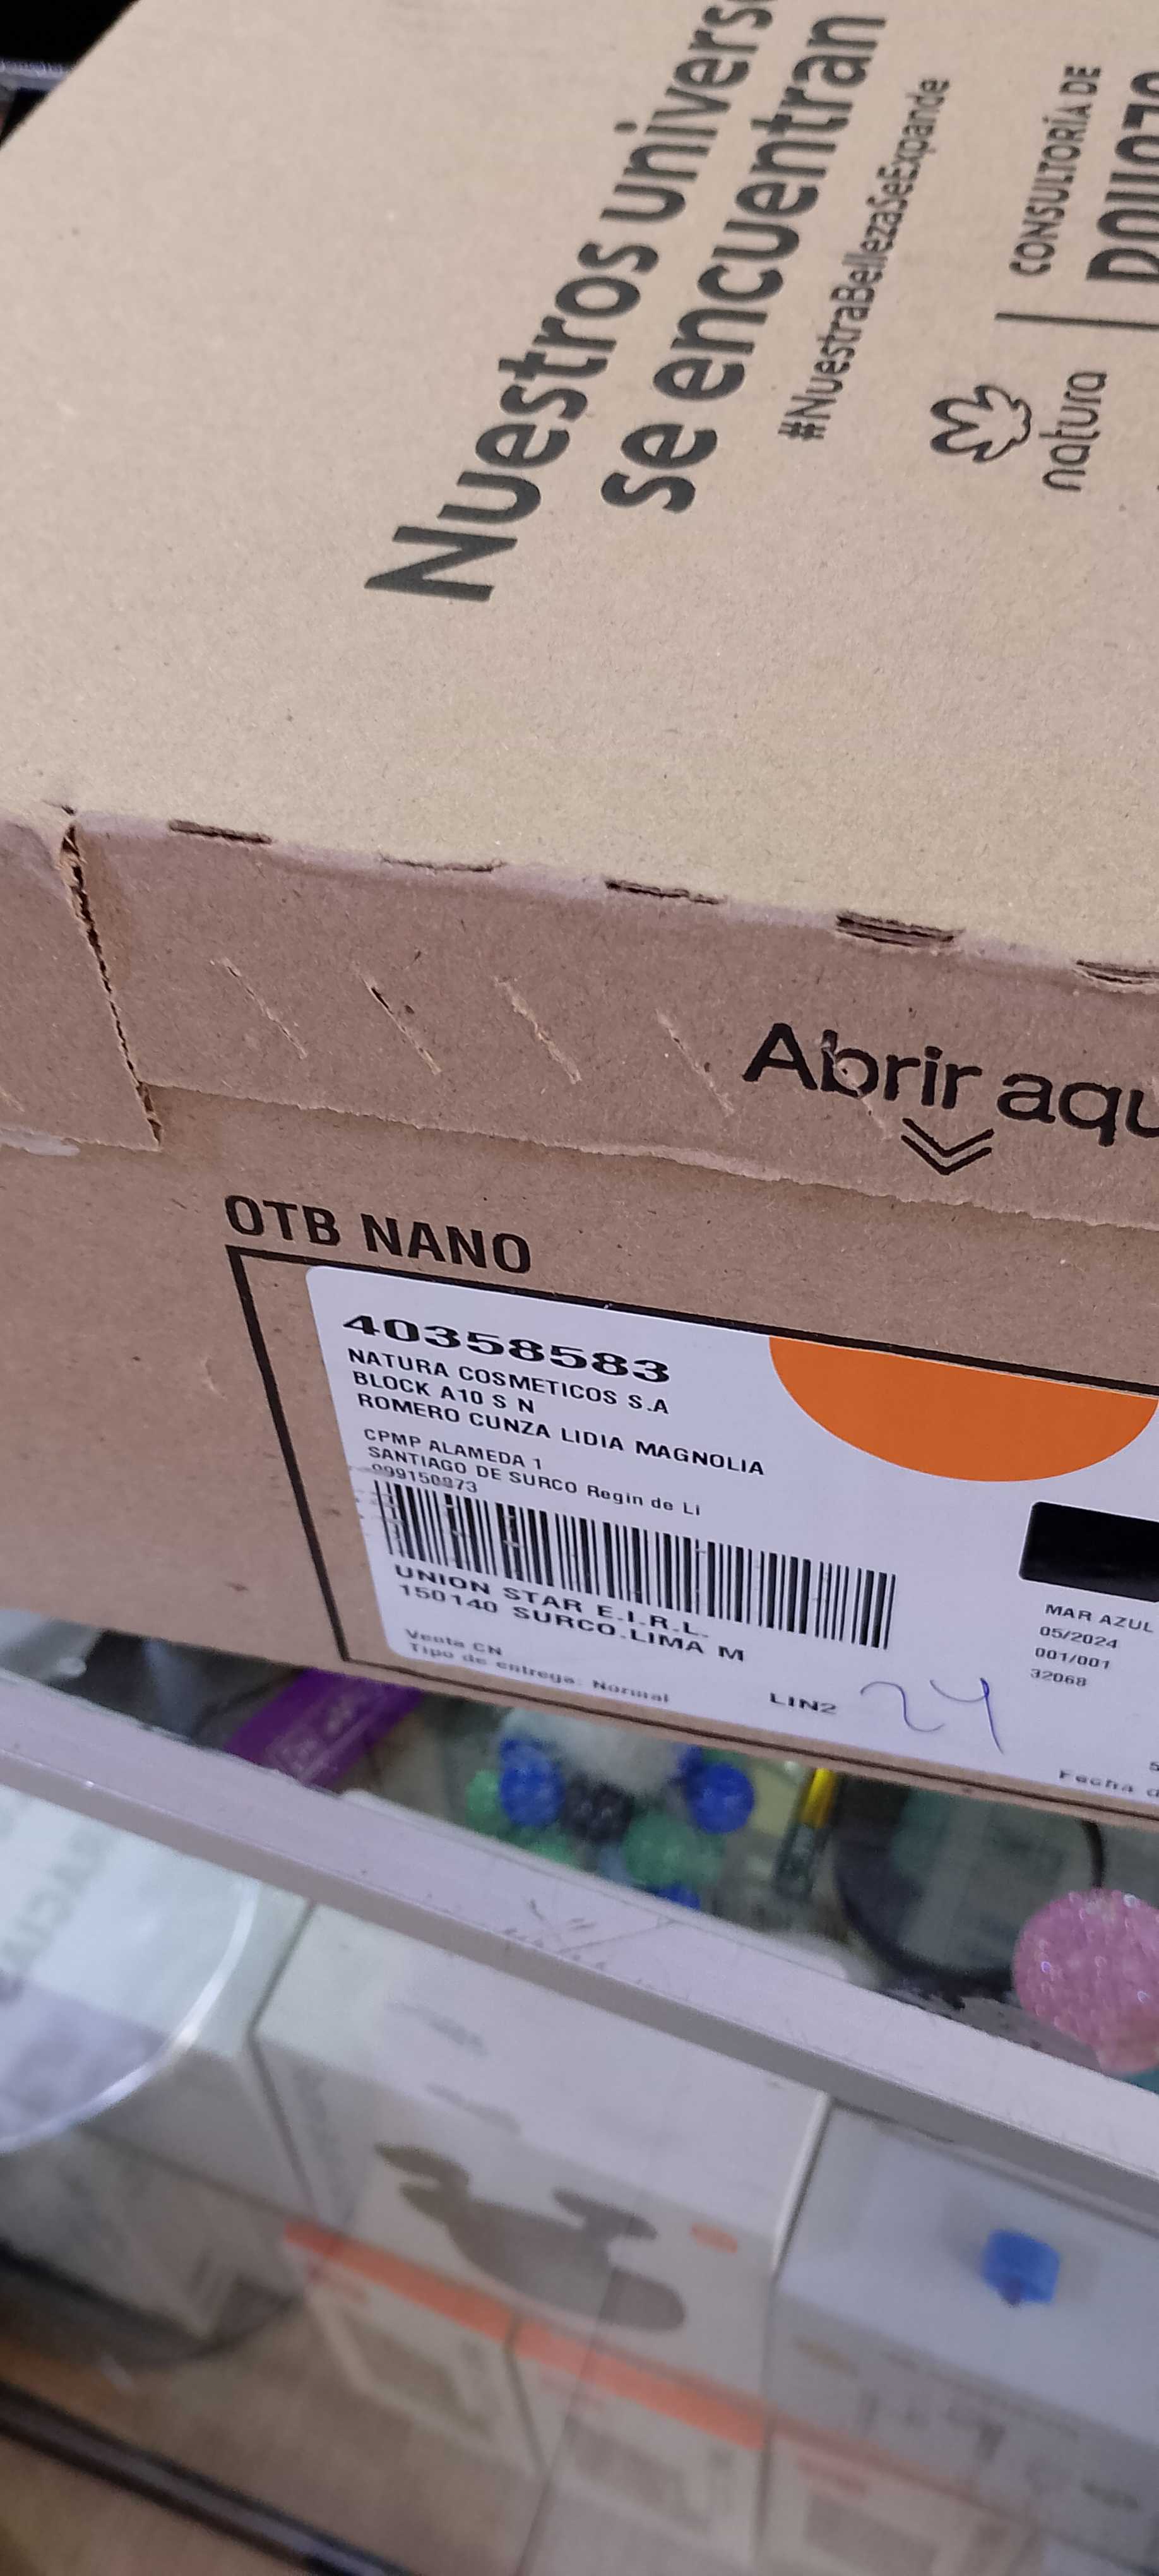 Nuestros univers
se encuentran
#NuestraBellezaSeExpande
natura
CONSULTORÍA DE
Abrir aqu
OTB NANO
40358583
NATURA COSMETICOS S.A
BLOCK A10 S N
ROMERO CUNZA LIDIA MAGNOLIA
CPMP ALAMEDA 1
SANTIAGO DE SURCO Regin de Li
UNION STAR E.I.R.L.
150140 SURCO.LIMA M
Venta CN
Tipo de entrega: Normal
LIN2
24
MAR AZUL
05/2024
001/001
32068
Fecha